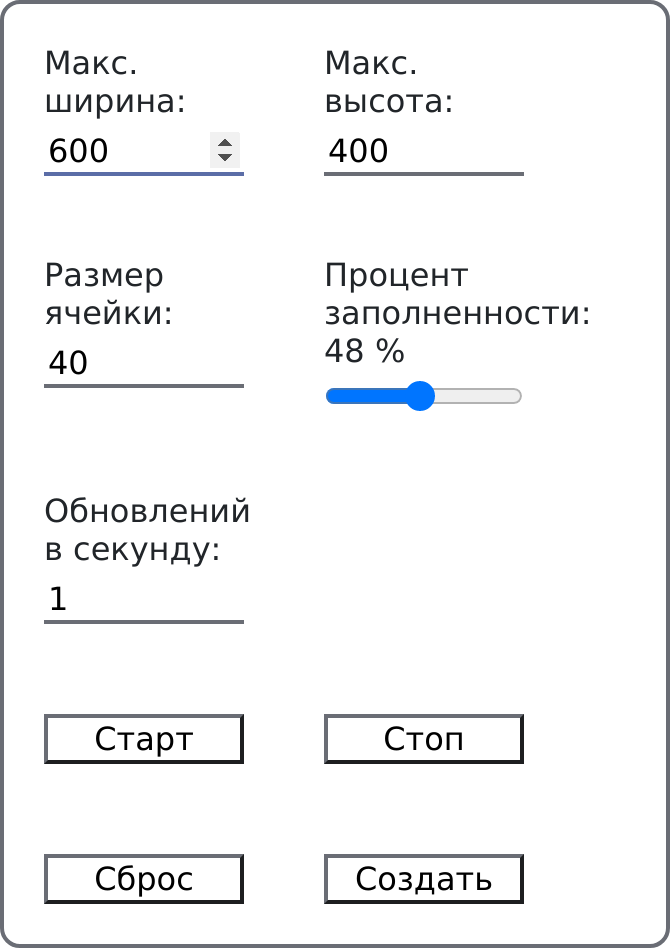 Макс.
ширина:
600
Макс.
высота:
400
Размер
ячейки:
40
Процент
заполненности:
48 %
Обновлений
в секунду:
1
Старт
Стоп
Сброс
Создать